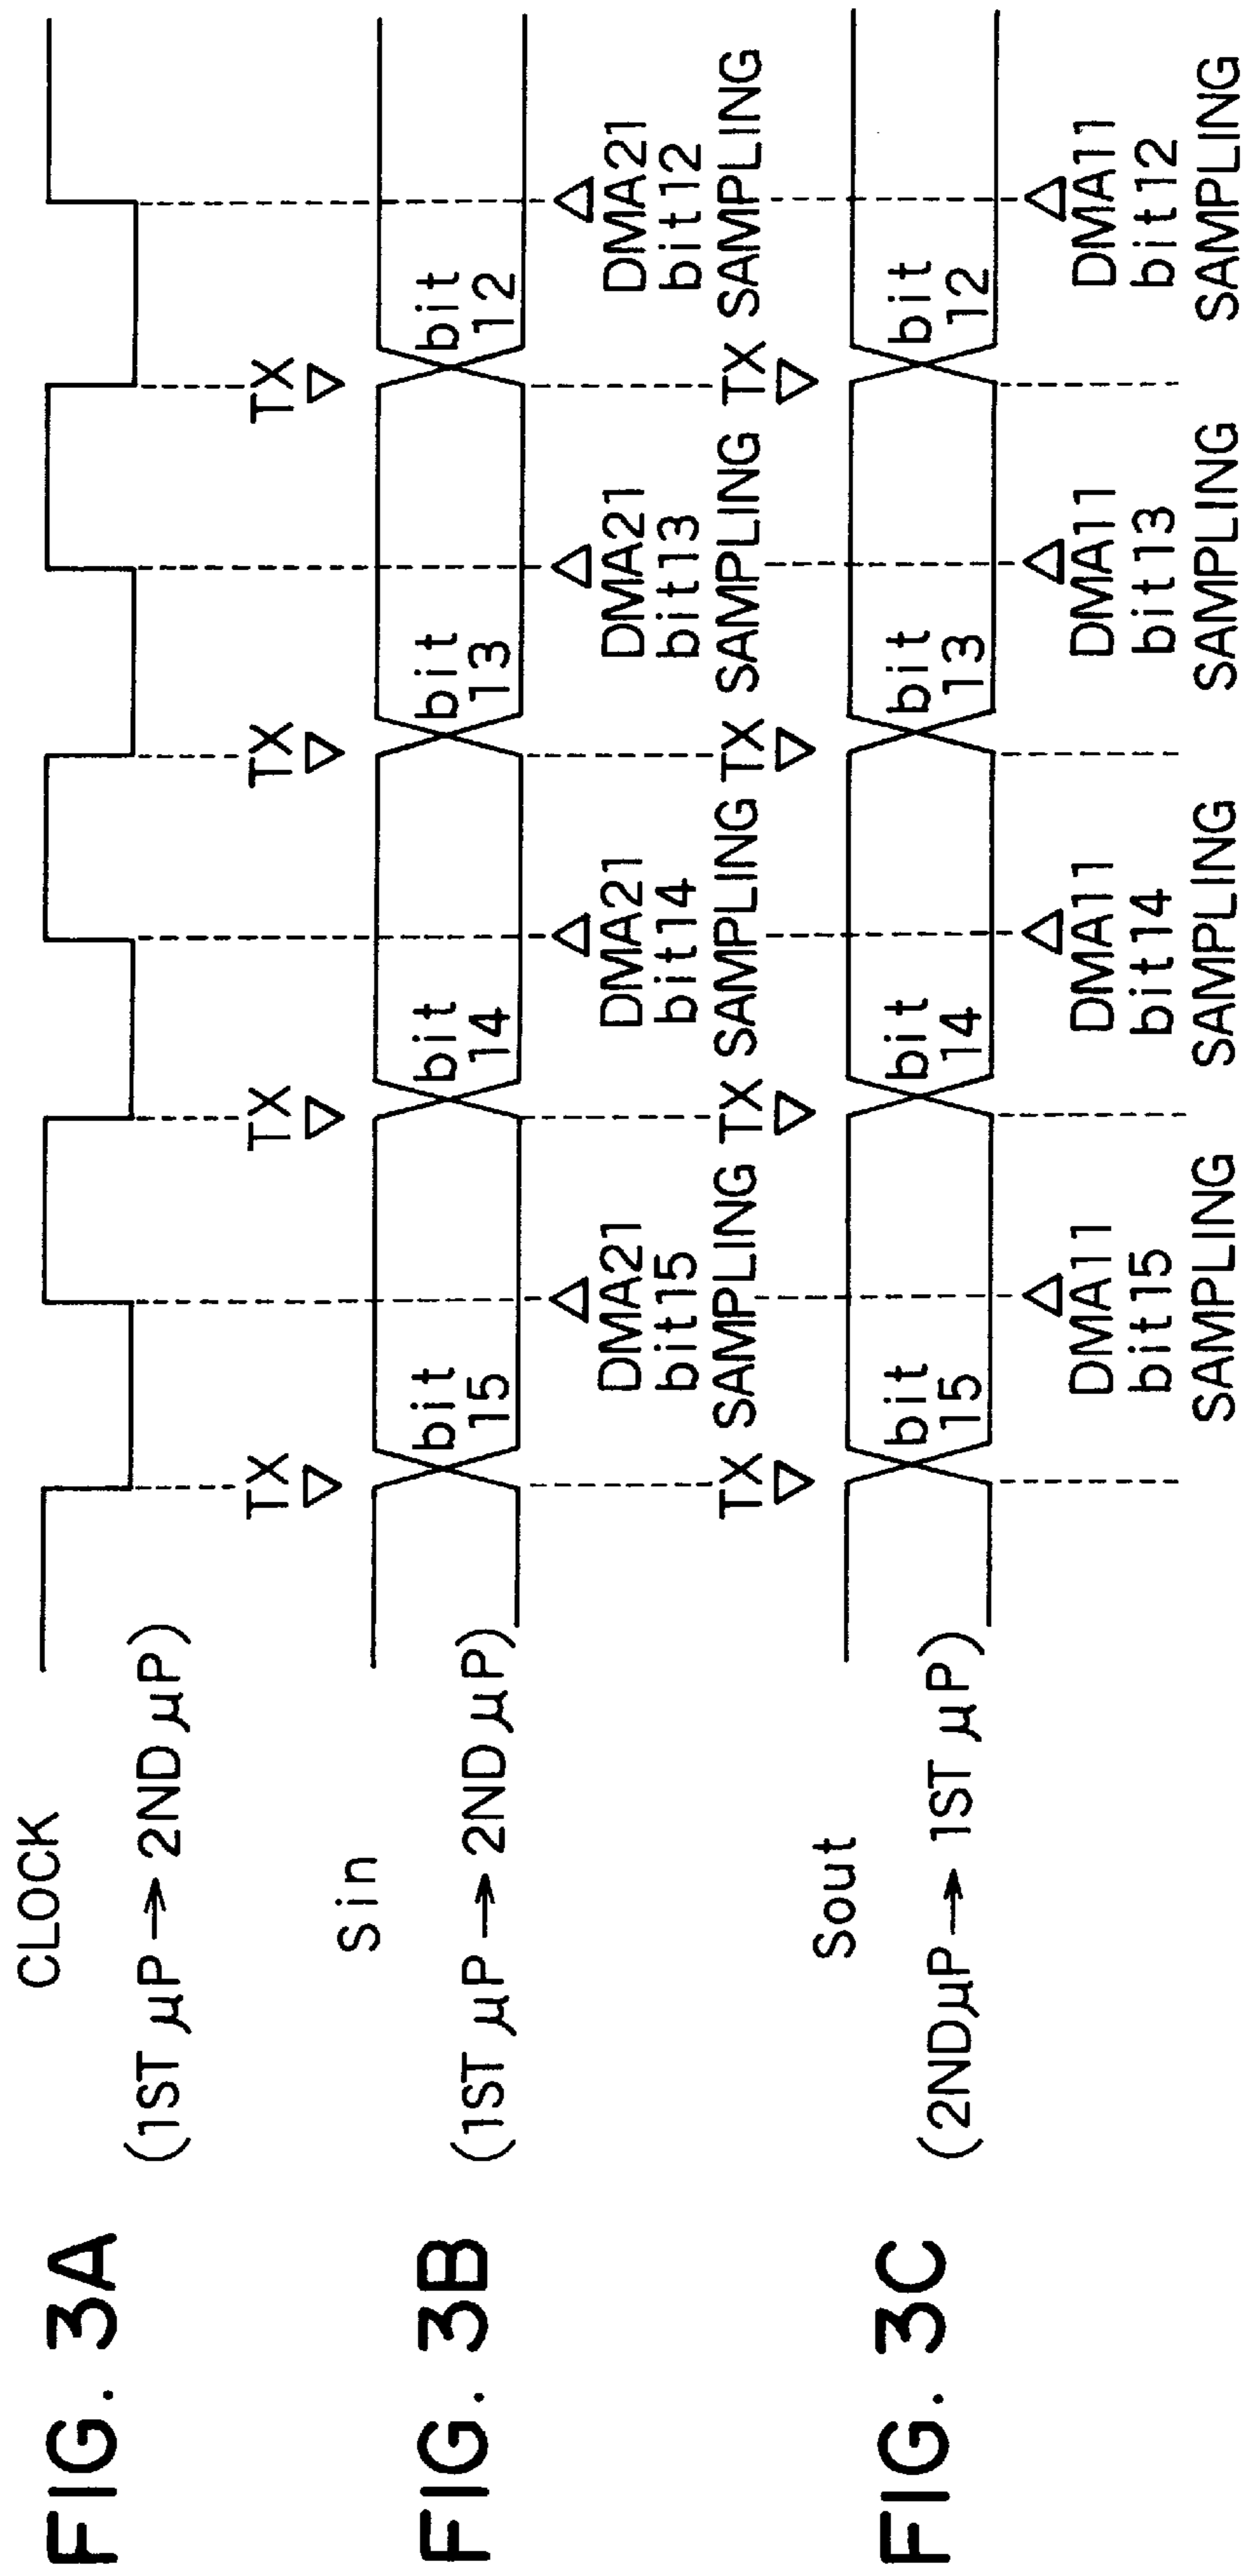 FIG. 3A
CLOCK
(1ST μP → 2ND μP)
TX TX TX TX
FIG. 3B
Sin
(1ST μP → 2ND μP)
bit 15
bit 14
bit 13
bit 12
DMA21 DMA21 DMA21 DMA21
bit15 bit14 bit13 bit12
SAMPLING SAMPLING SAMPLING SAMPLING
TX TX TX TX
FIG. 3C
Sout
(2ND μP → 1ST μP)
bit 15
bit 14
bit 13
bit 12
DMA11 DMA11 DMA11 DMA11
bit15 bit14 bit13 bit12
SAMPLING SAMPLING SAMPLING SAMPLING